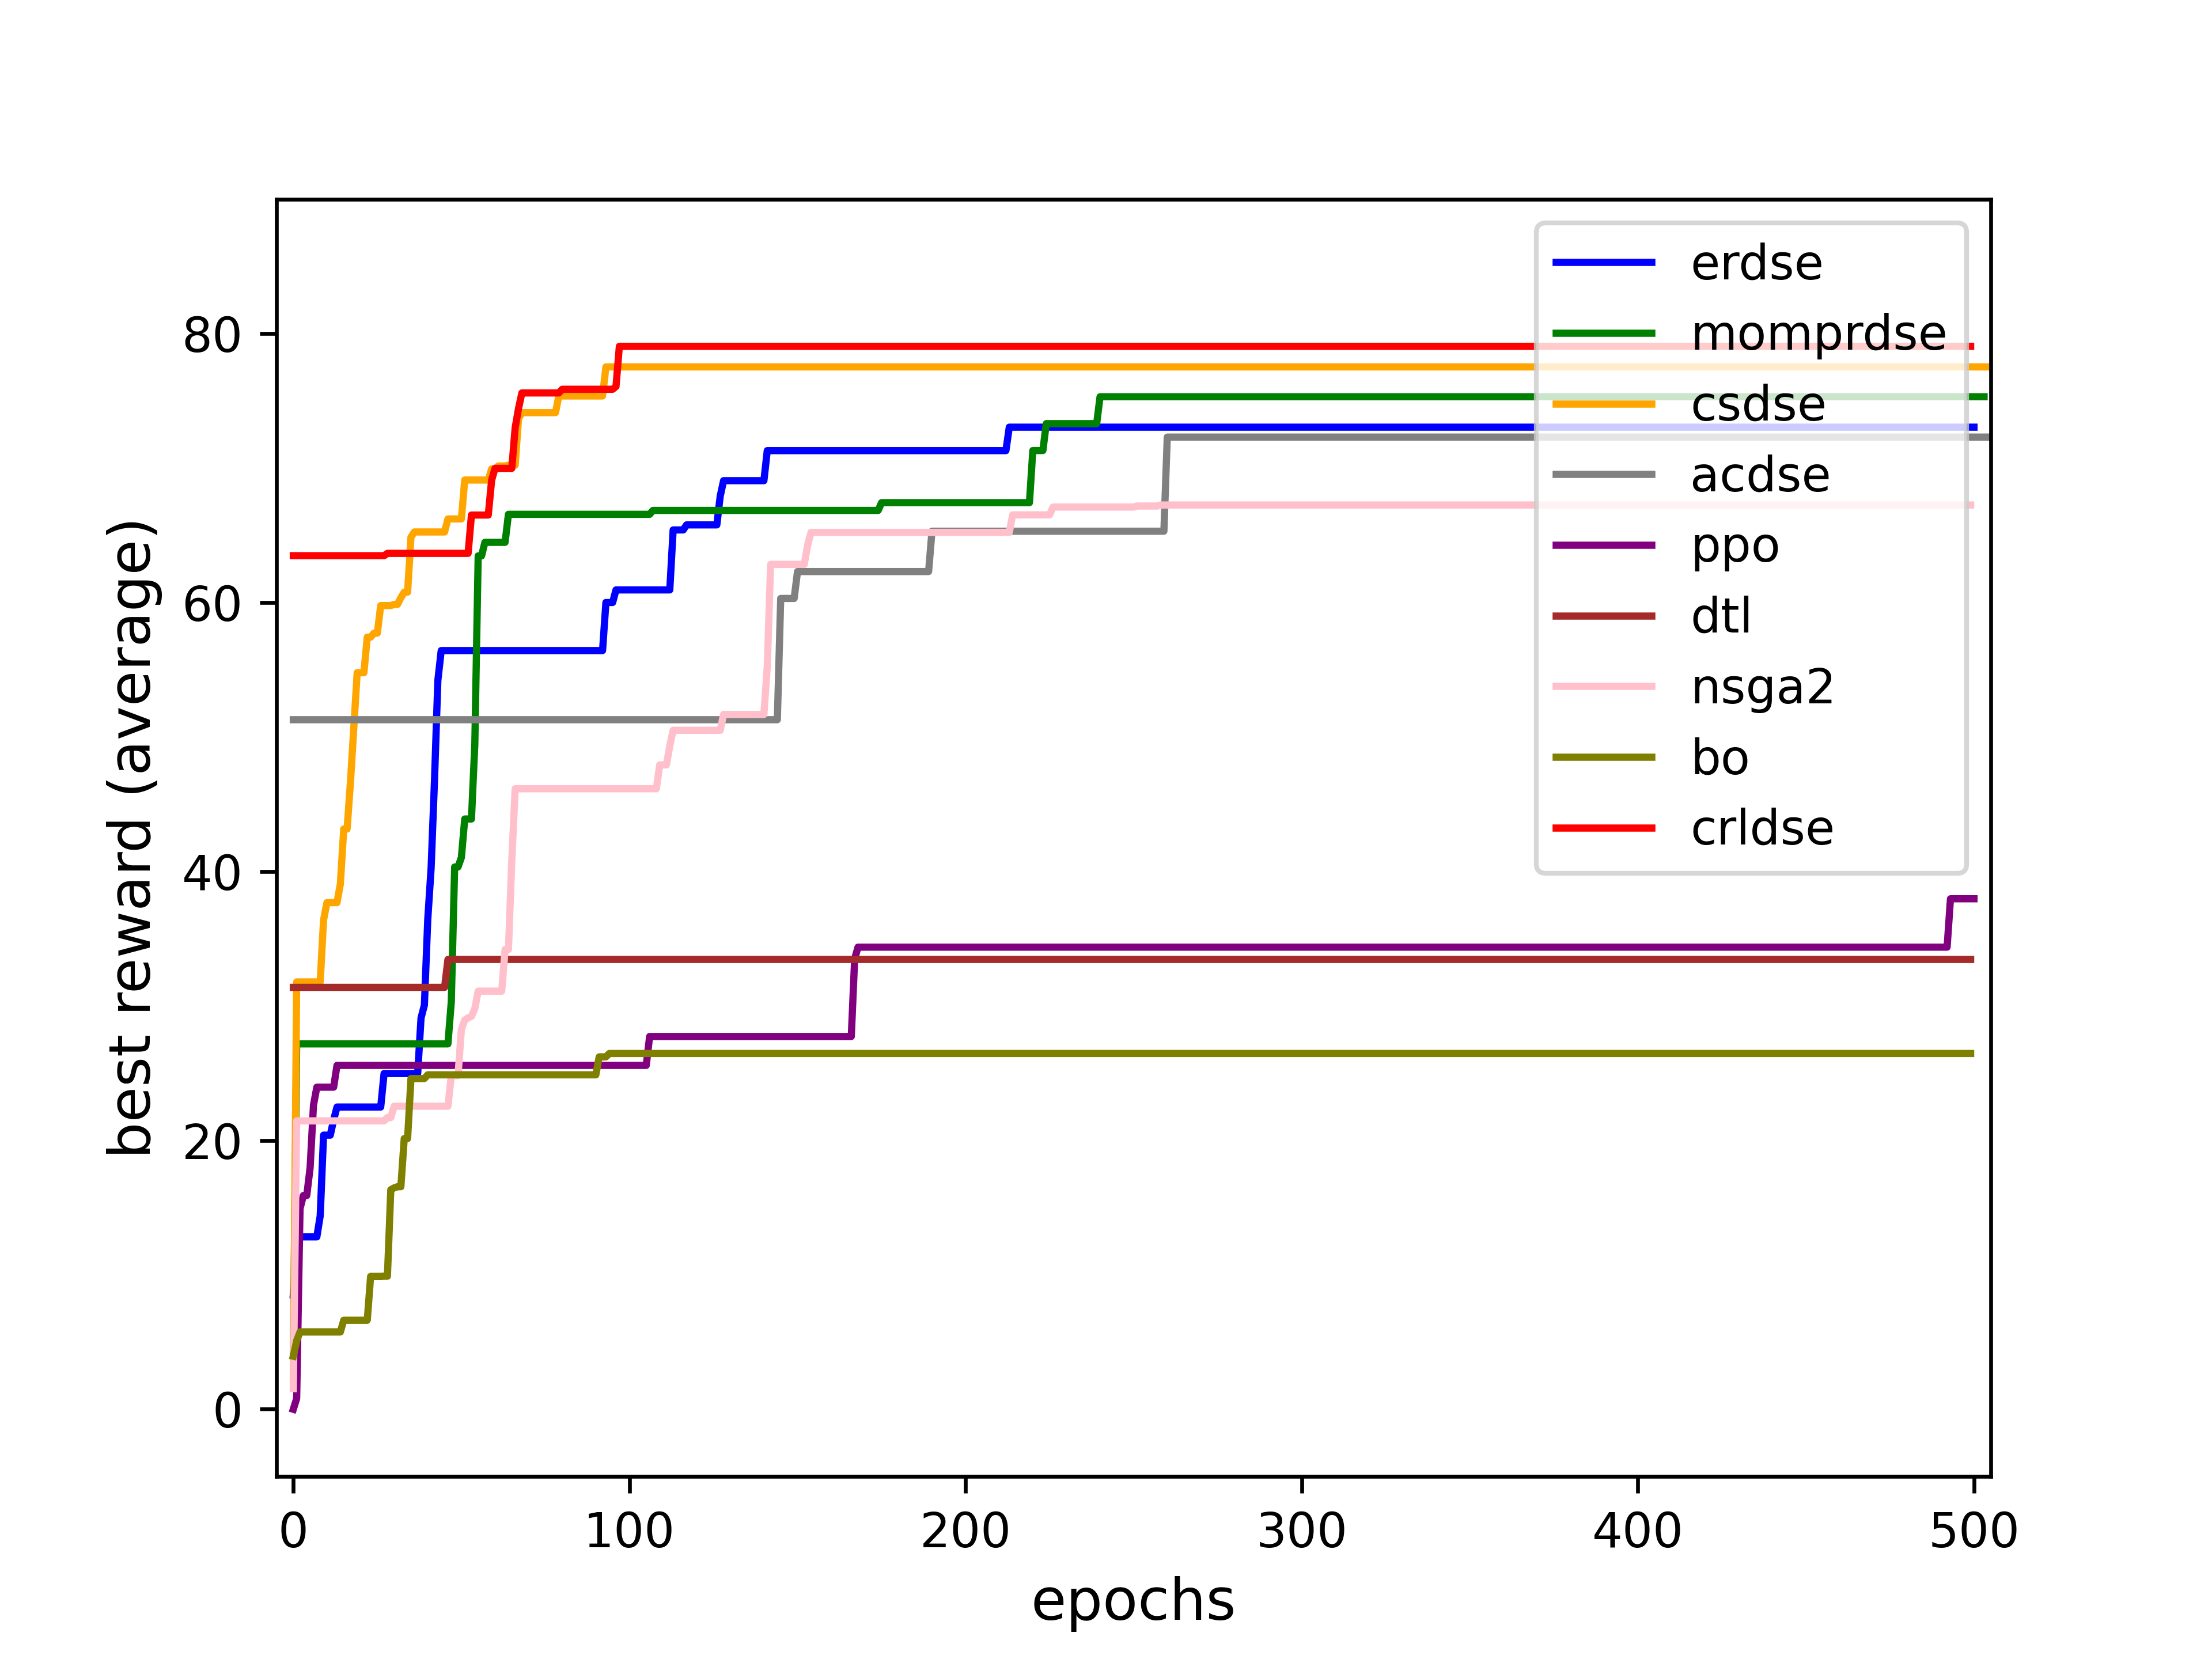 best reward (average)
80
60
40
20
0
0 100 200 300 400 500
epochs
erdse
momprdse
csdse
acdse
ppo
dtl
nsga2
bo
crldse